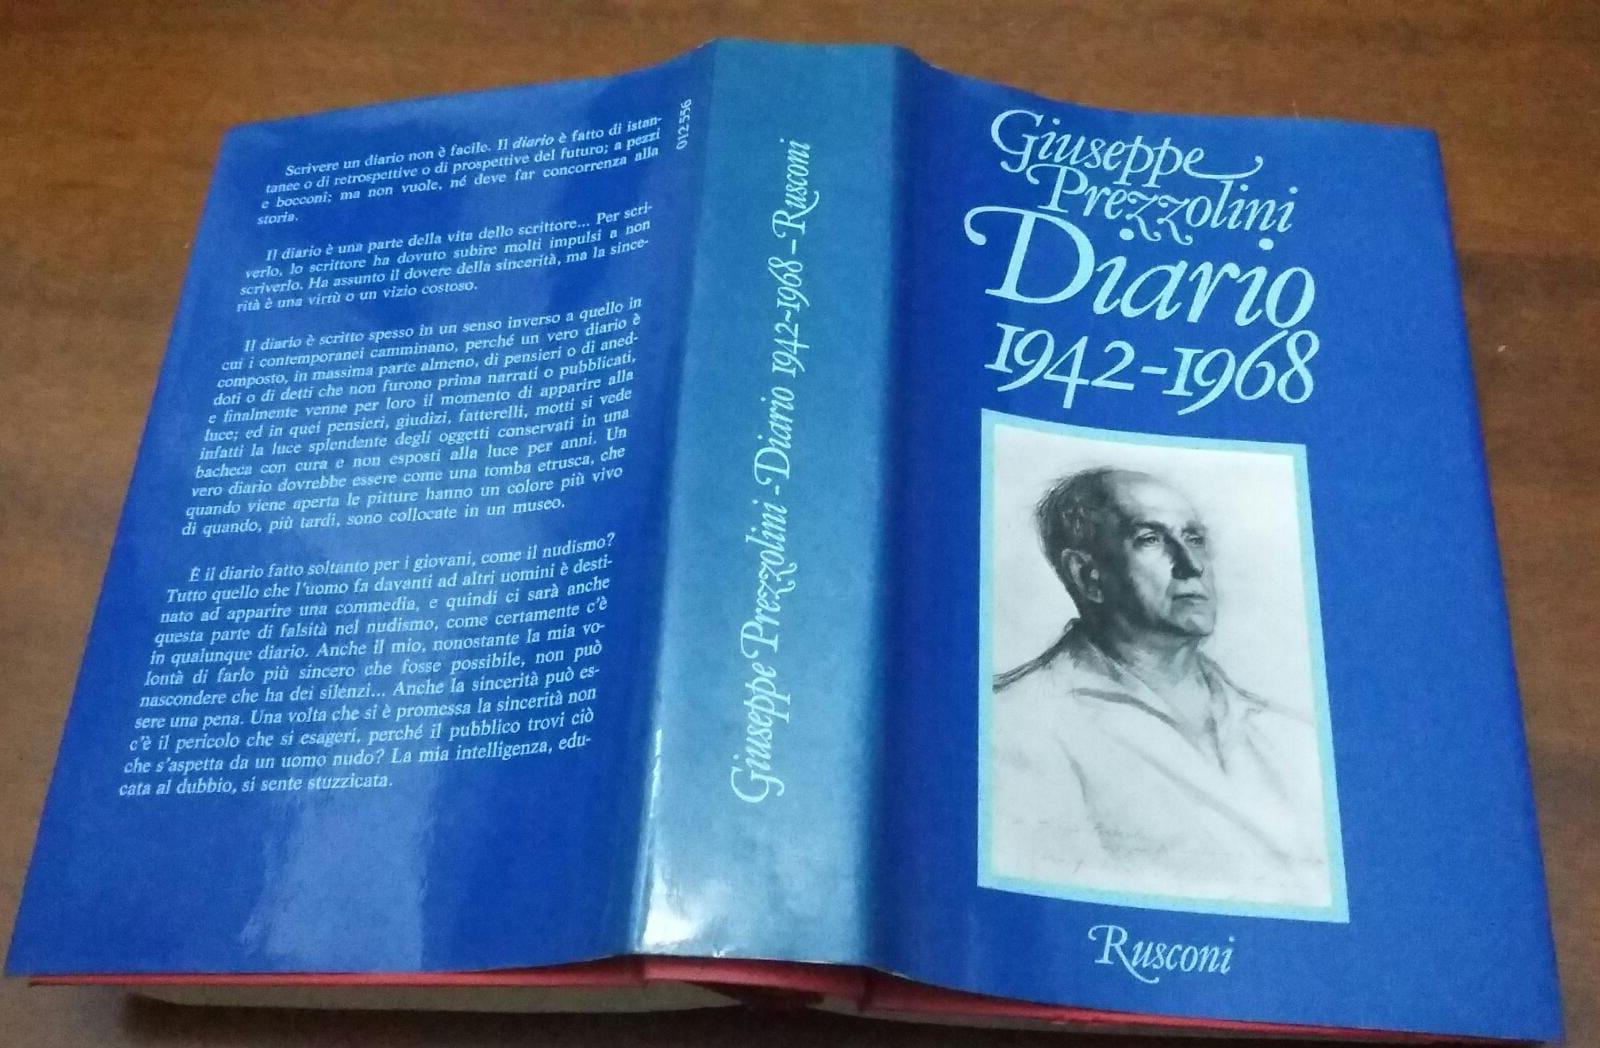 Scrivere un diario non è facile. Il diario è fatto di istan-
tanee o di retrospettive o di prospettive del futuro; a pezzi
e bocconi; ma non vuole, né deve far concorrenza alla
storia.
Il diario è una parte della vita dello scrittore... Per scri-
verlo, lo scrittore ha dovuto subire molti impulsi a non
scriverlo. Ha assunto il dovere della sincerità, ma la since-
rità è una virtù o un vizio costoso.
Il diario è scritto spesso in un senso inverso a quello in
cui i contemporanei camminano, perché un vero diario è
composto, in massima parte almeno, di pensieri o di aned-
doti o di detti che non furono prima narrati o pubblicati,
e finalmente venne per loro il momento di apparire alla
luce; ed in quei pensieri, giudizi, fatterelli, motti si vede
infatti la luce splendente degli oggetti conservati in una
bacheca con cura e non esposti alla luce per anni. Un
vero diario dovrebbe essere come una tomba etrusca, che
quando viene aperta le pitture hanno un colore più vivo
di quando, più tardi, sono collocate in un museo.
È il diario fatto soltanto per i giovani, come il nudismo?
Tutto quello che l'uomo fa davanti ad altri uomini è desti-
nato ad apparire una commedia, e quindi ci sarà anche
questa parte di falsità nel nudismo, come certamente c'è
in qualunque diario. Anche il mio, nonostante la mia vo-
lontà di farlo più sincero che fosse possibile, non può
nascondere che ha dei silenzi... Anche la sincerità può es-
sere una pena. Una volta che si è promessa la sincerità non
c'è il pericolo che si esageri, perché il pubblico trovi ciò
che s'aspetta da un uomo nudo? La mia intelligenza, edu-
cata al dubbio, si sente stuzzicata.
012556
Giuseppe Prezzolini - Diario 1942-1968 - Rusconi
Giuseppe
Prezzolini
Diario
1942-1968
Rusconi